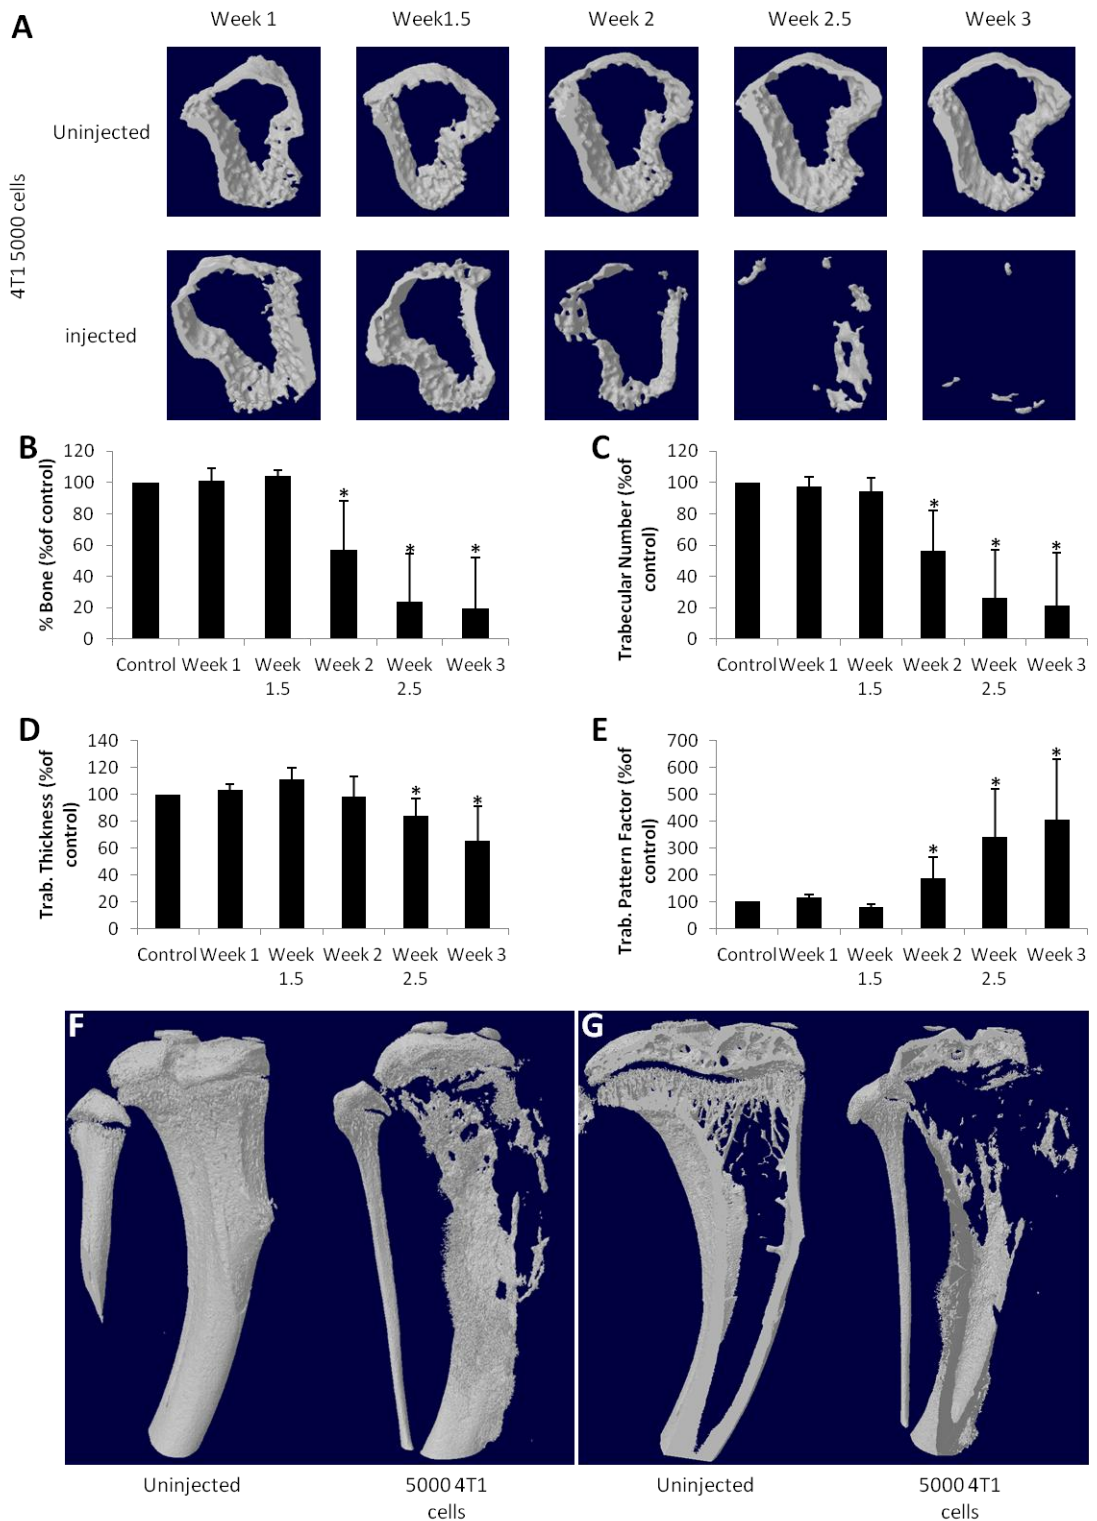 A
Week 1
Week1.5
Week 2
Week 2.5
Week 3
4T1 5000 cells
Uninjected
injected
B
% Bone (%of control)
120
100
80
60
40
20
0
*
*
*
Control
Week 1
Week
1.5
Week 2
Week
2.5
Week 3
C
Trabecular Number (%of
control)
120
100
80
60
40
20
0
*
*
*
Control
Week 1
Week
1.5
Week 2
Week
2.5
Week 3
D
Trab. Thickness (%of
control)
140
120
100
80
60
40
20
0
*
*
Control
Week 1
Week
1.5
Week 2
Week
2.5
Week 3
E
Trab. Pattern Factor (%of
control)
700
600
500
400
300
200
100
0
*
*
*
Control
Week 1
Week
1.5
Week 2
Week
2.5
Week 3
F
Uninjected
5000 4T1
cells
G
Uninjected
5000 4T1
cells